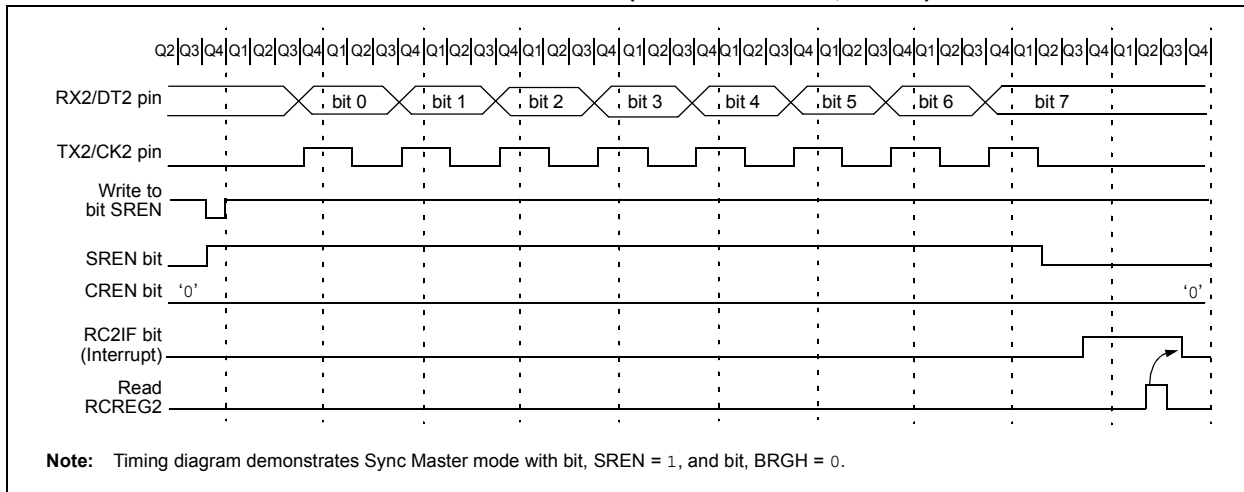 Q2 Q3 Q4 Q1 Q2 Q3 Q4 Q1 Q2 Q3 Q4 Q1 Q2 Q3 Q4 Q1 Q2 Q3 Q4 Q1 Q2 Q3 Q4 Q1 Q2 Q3 Q4 Q1 Q2 Q3 Q4 Q1 Q2 Q3 Q4 Q1 Q2 Q3 Q4 Q1 Q2 Q3 Q4
RX2/DT2 pin bit 0 bit 1 bit 2 bit 3 bit 4 bit 5 bit 6 bit 7
TX2/CK2 pin
Write to
bit SREN
SREN bit
CREN bit ‘0’ ‘0’
RC2IF bit
(Interrupt)
Read
RCREG2
Note: Timing diagram demonstrates Sync Master mode with bit, SREN = 1, and bit, BRGH = 0.